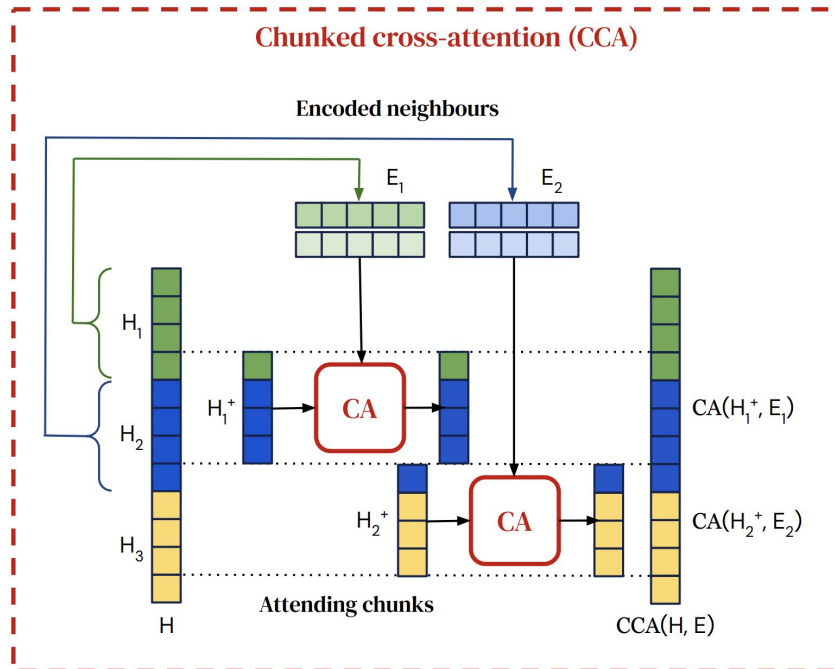 Chunked cross-attention (CCA)
Encoded neighbours
E₁
E₂
H₁
H₁⁺
CA
CA(H₁⁺, E₁)
H₂
H₂⁺
CA
CA(H₂⁺, E₂)
H₃
Attending chunks
H
CCA(H, E)